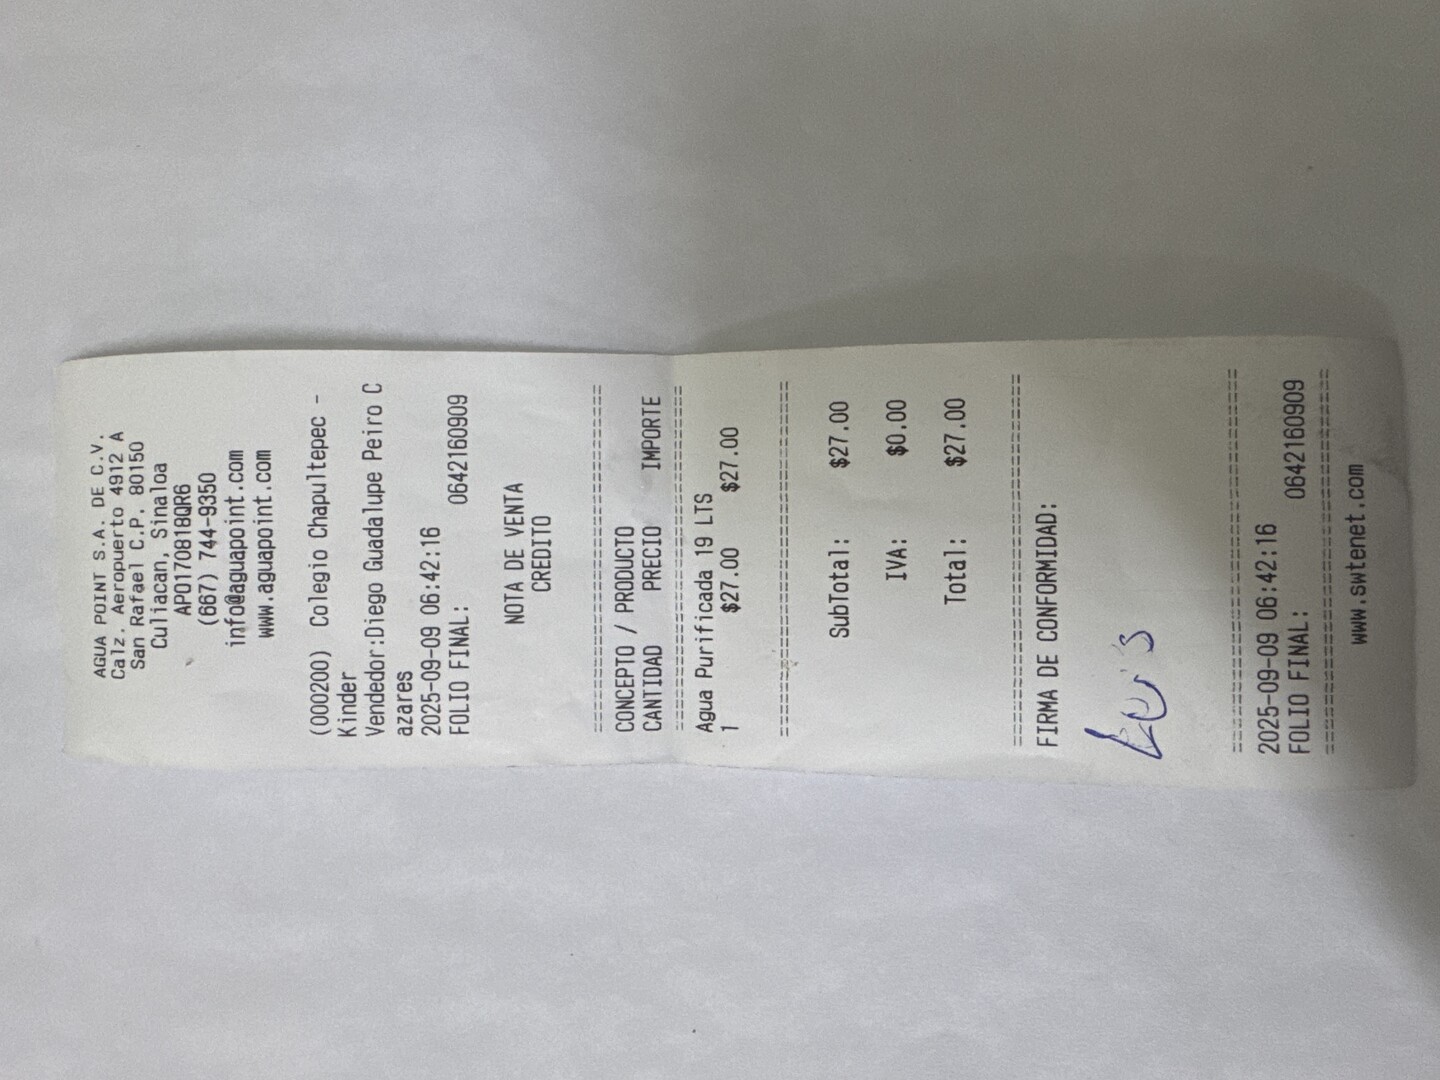 AGUA POINT S.A. DE C.V.
Calz. Aeropuerto 4912 A
San Rafael C.P. 80150
Culiacan, Sinaloa
APO170818QR6
(667) 744-9350
info@aguapoint.com
www.aguapoint.com
(000200) Colegio Chapultepec -
Kinder
Vendedor:Diego Guadalupe Peiro C
azares
2025-09-09 06:42:16
FOLIO FINAL: 0642160909
NOTA DE VENTA
CREDITO
CONCEPTO / PRODUCTO
CANTIDAD PRECIO IMPORTE
Agua Purificada 19 LTS
1 $27.00 $27.00
SubTotal: $27.00
IVA: $0.00
Total: $27.00
FIRMA DE CONFORMIDAD:
2025-09-09 06:42:16
FOLIO FINAL: 0642160909
www.swtenet.com